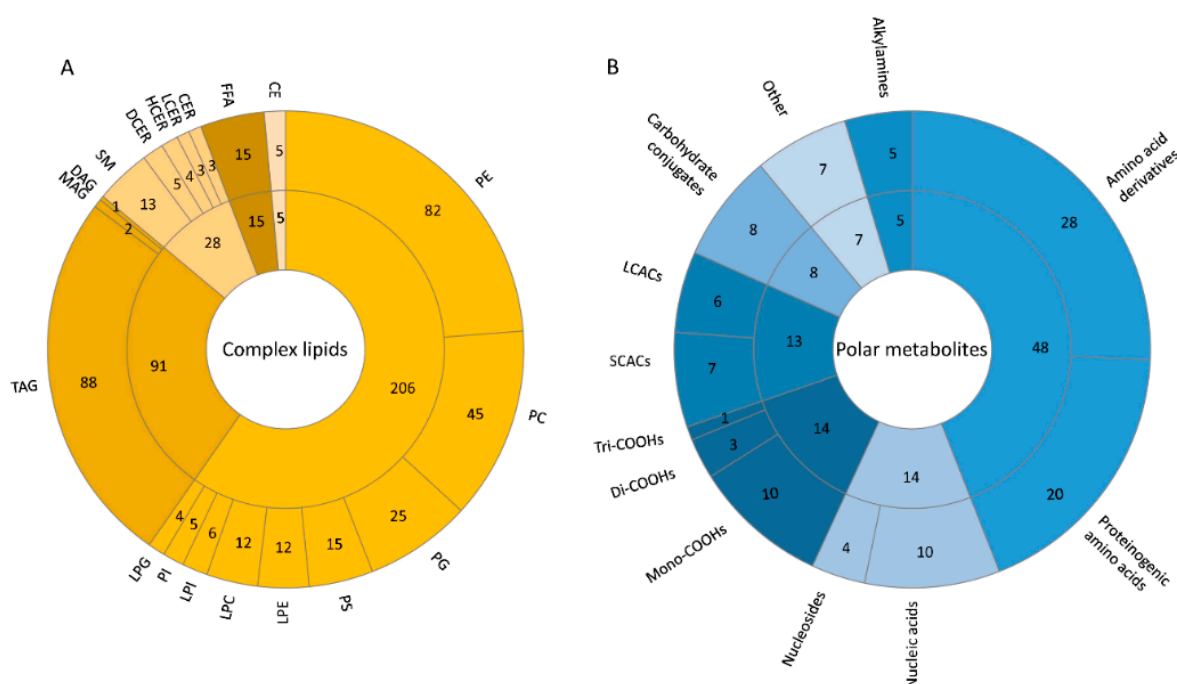 A
CE
FFA
CER
LCER
HCER
DCER
SM
DAG
MAG
TAG
LPG
PI
LPI
LPC
LPE
PS
PG
PC
PE
5
15
3
3
4
5
13
1
2
88
4
5
6
12
12
15
25
45
82
5
15
28
91
206
Complex lipids
B
Alkylamines
Other
Carbohydrate
conjugates
LCACs
SCACs
Tri-COOHs
Di-COOHs
Mono-COOHs
Nucleosides
Nucleic acids
Proteinogenic
amino acids
Amino acid
derivatives
5
7
8
6
7
1
3
10
4
10
20
28
5
7
8
13
14
14
48
Polar metabolites